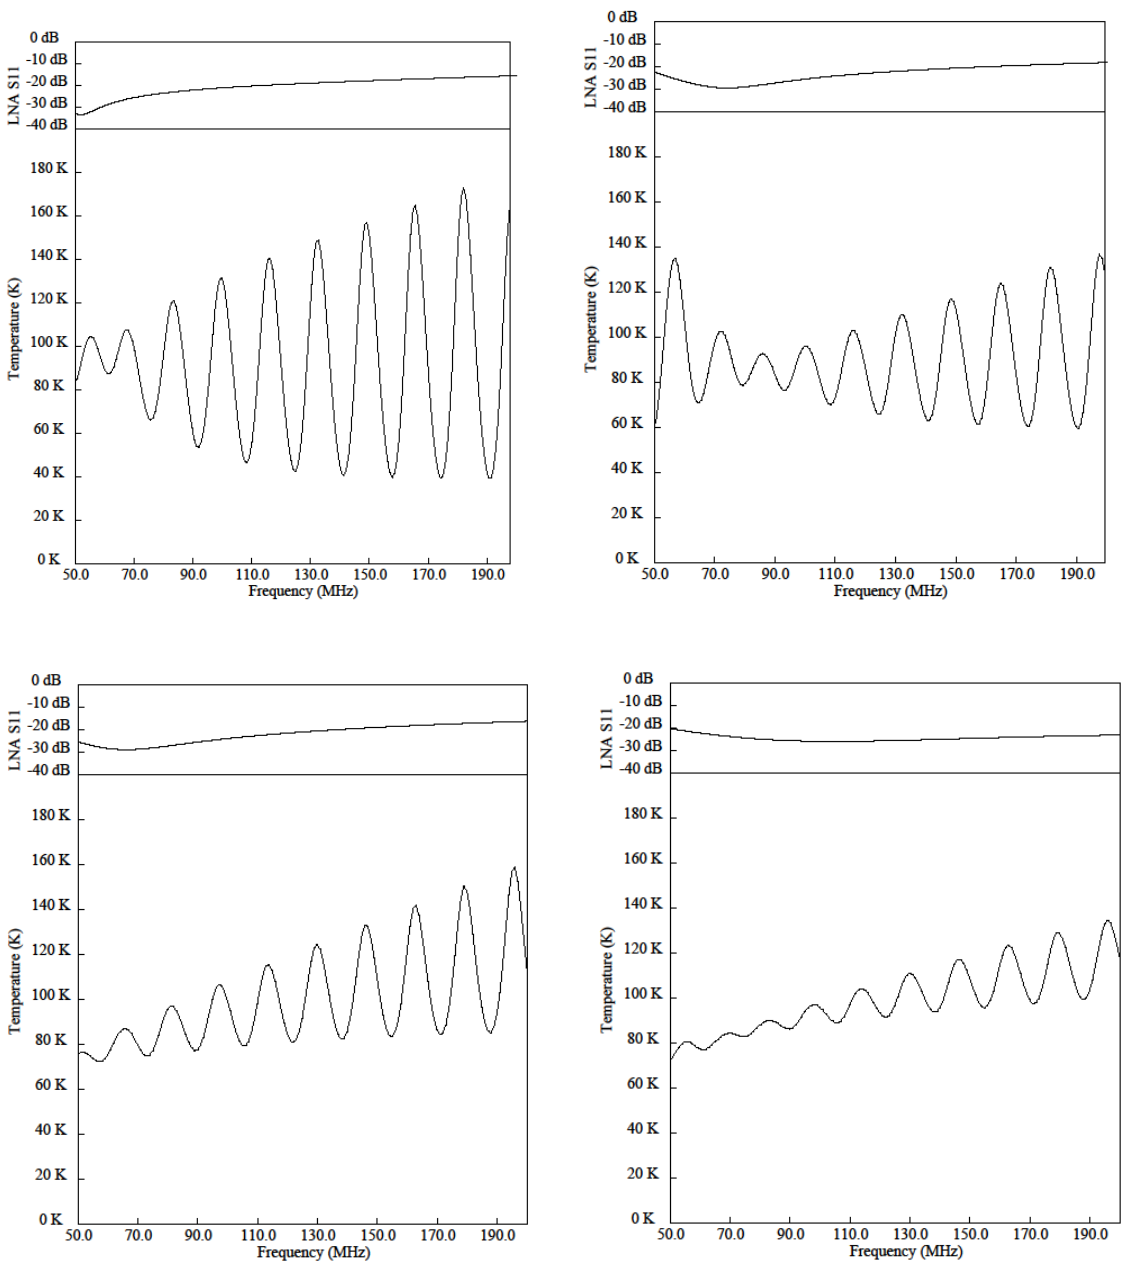 0 dB
-10 dB
-20 dB
-30 dB
-40 dB
LNA S11
180 K
160 K
140 K
120 K
100 K
80 K
60 K
40 K
20 K
0 K
Temperature (K)
50.0 70.0 90.0 110.0 130.0 150.0 170.0 190.0
Frequency (MHz)
0 dB
-10 dB
-20 dB
-30 dB
-40 dB
LNA S11
180 K
160 K
140 K
120 K
100 K
80 K
60 K
40 K
20 K
0 K
Temperature (K)
50.0 70.0 90.0 110.0 130.0 150.0 170.0 190.0
Frequency (MHz)
0 dB
-10 dB
-20 dB
-30 dB
-40 dB
LNA S11
180 K
160 K
140 K
120 K
100 K
80 K
60 K
40 K
20 K
0 K
Temperature (K)
50.0 70.0 90.0 110.0 130.0 150.0 170.0 190.0
Frequency (MHz)
0 dB
-10 dB
-20 dB
-30 dB
-40 dB
LNA S11
180 K
160 K
140 K
120 K
100 K
80 K
60 K
40 K
20 K
0 K
Temperature (K)
50.0 70.0 90.0 110.0 130.0 150.0 170.0 190.0
Frequency (MHz)